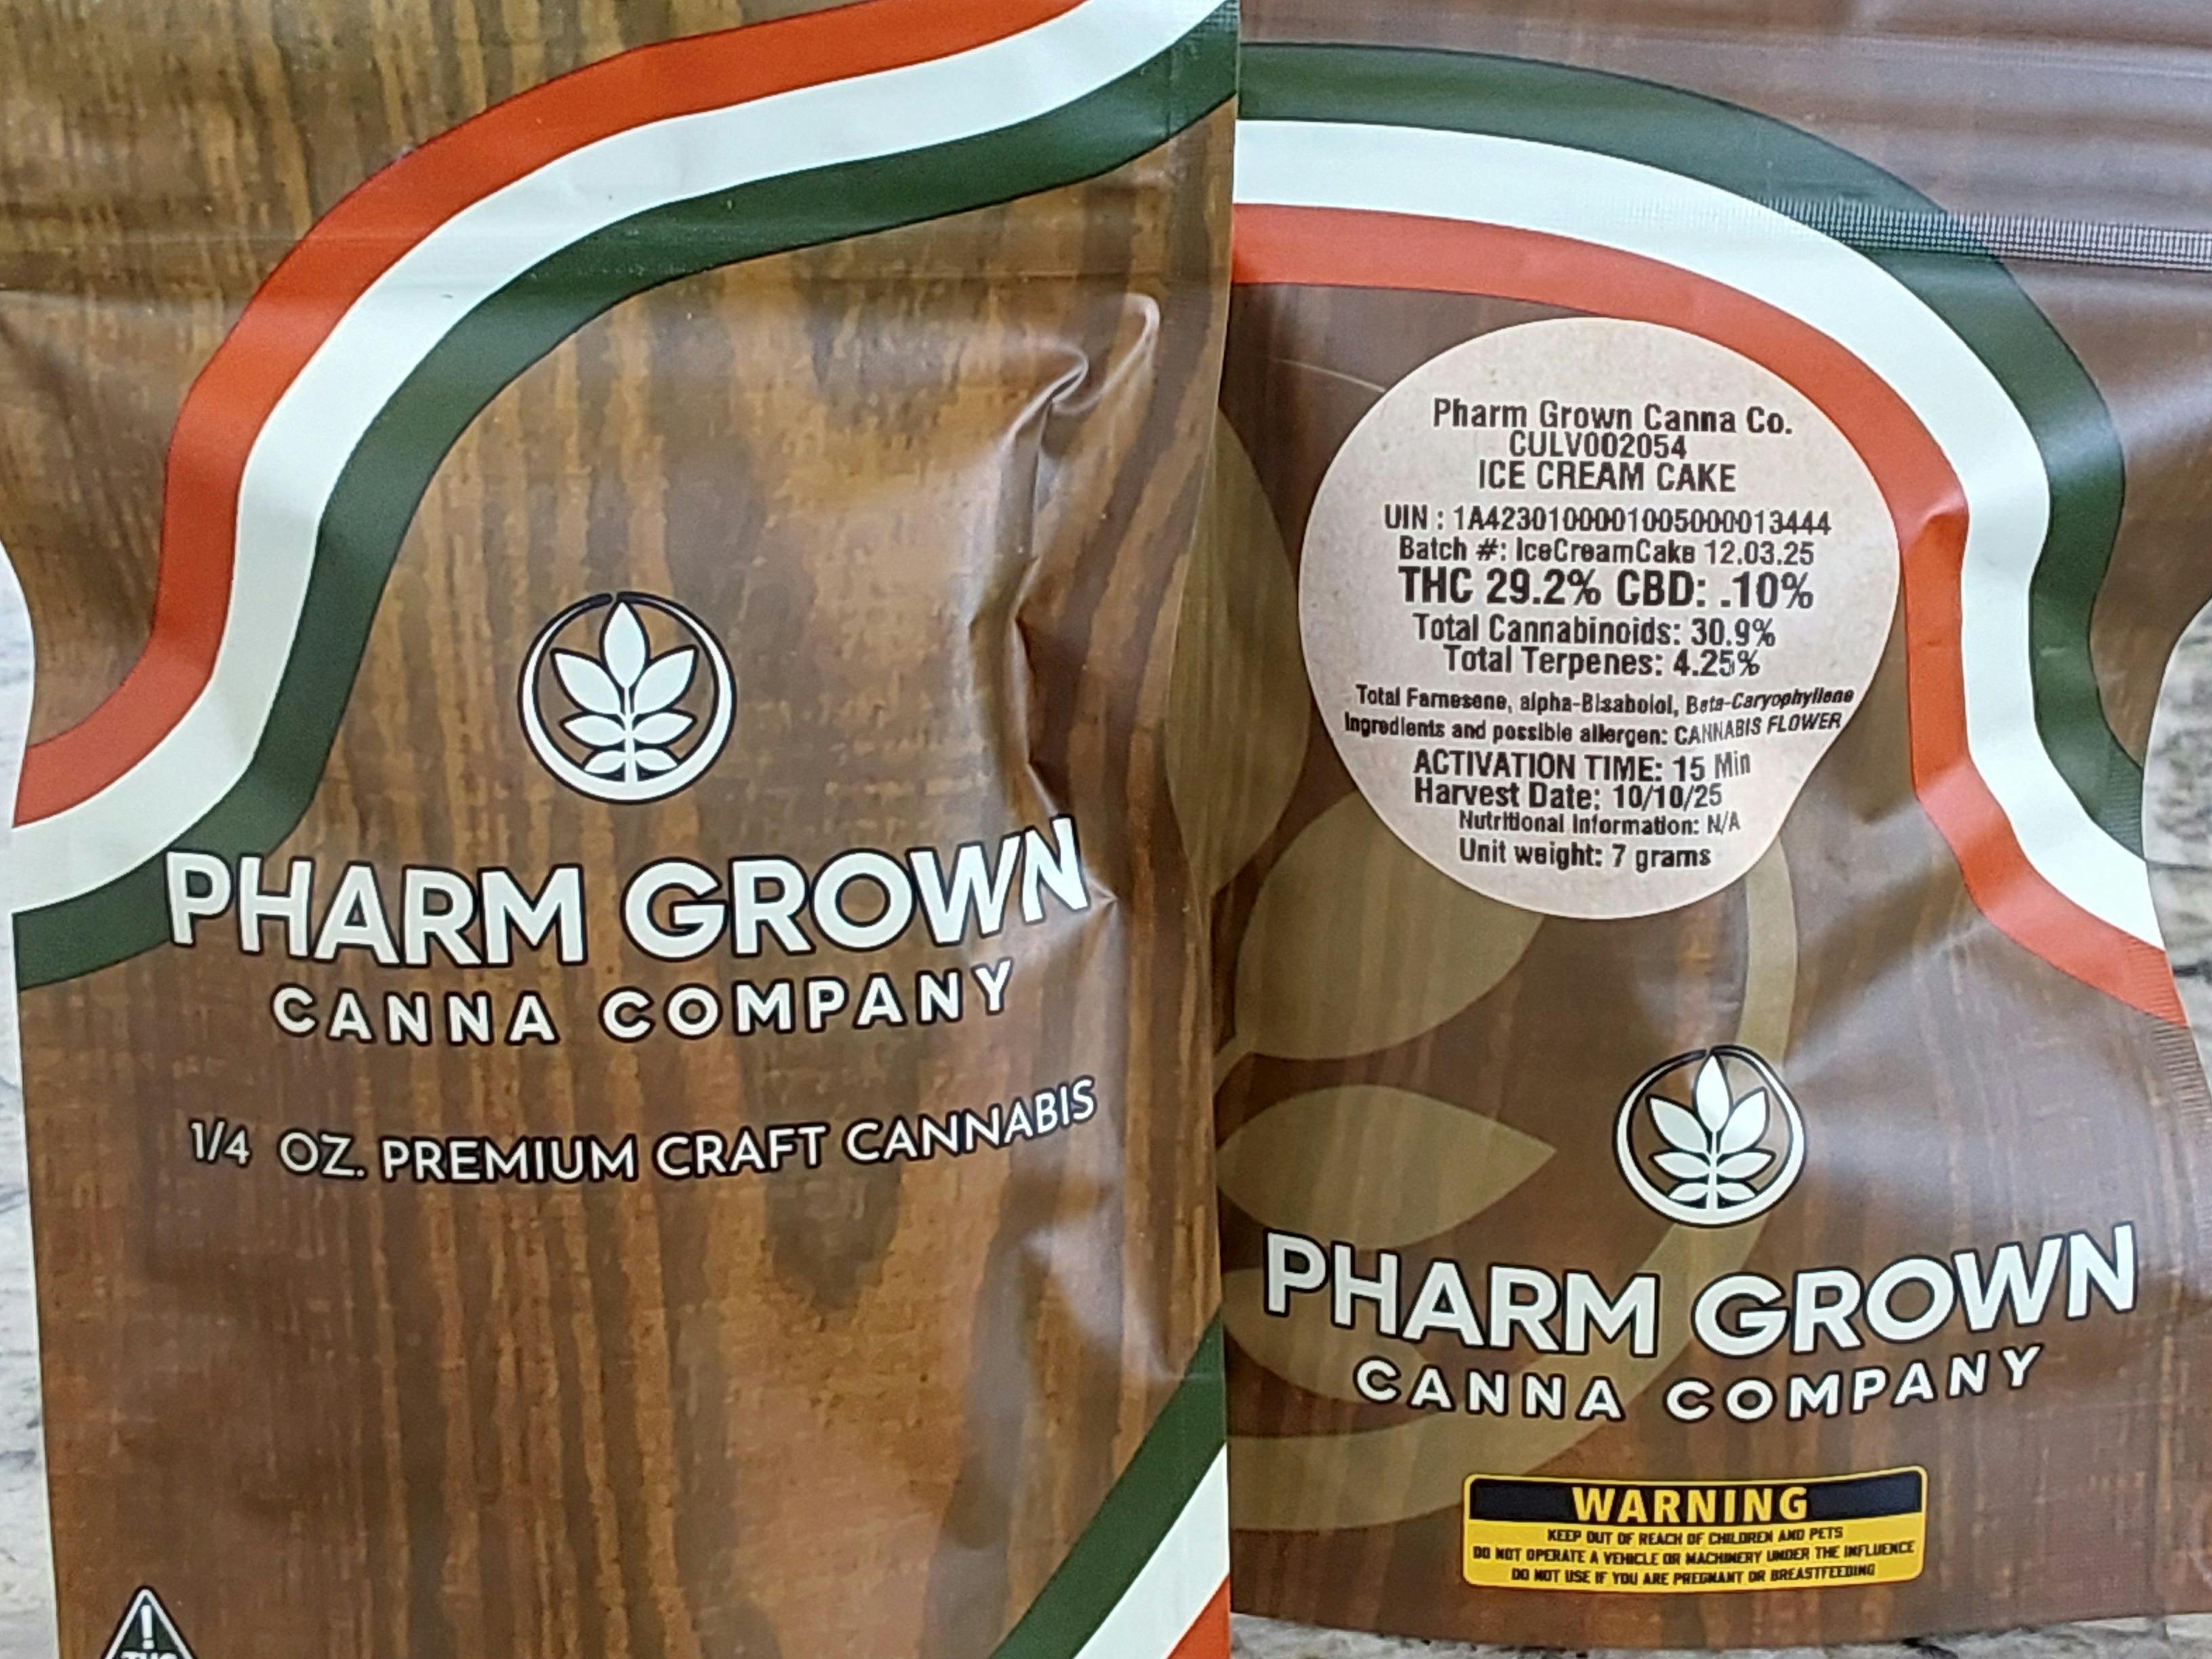 PHARM GROWN
CANNA COMPANY
1/4 OZ. PREMIUM CRAFT CANNABIS
!
Pharm Grown Canna Co.
CULV002054
ICE CREAM CAKE
UIN : 1A4230100001005000013444
Batch #: IceCreamCake 12.03.25
THC 29.2% CBD: .10%
Total Cannabinoids: 30.9%
Total Terpenes: 4.25%
Total Farnesene, alpha-Bisabolol, Beta-Caryophyllene
Ingredients and possible allergen: CANNABIS FLOWER
ACTIVATION TIME: 15 Min
Harvest Date: 10/10/25
Nutritional Information: N/A
Unit weight: 7 grams
PHARM GROWN
CANNA COMPANY
WARNING
KEEP OUT OF REACH OF CHILDREN AND PETS
DO NOT OPERATE A VEHICLE OR MACHINERY UNDER THE INFLUENCE
DO NOT USE IF YOU ARE PREGNANT OR BREASTFEEDING